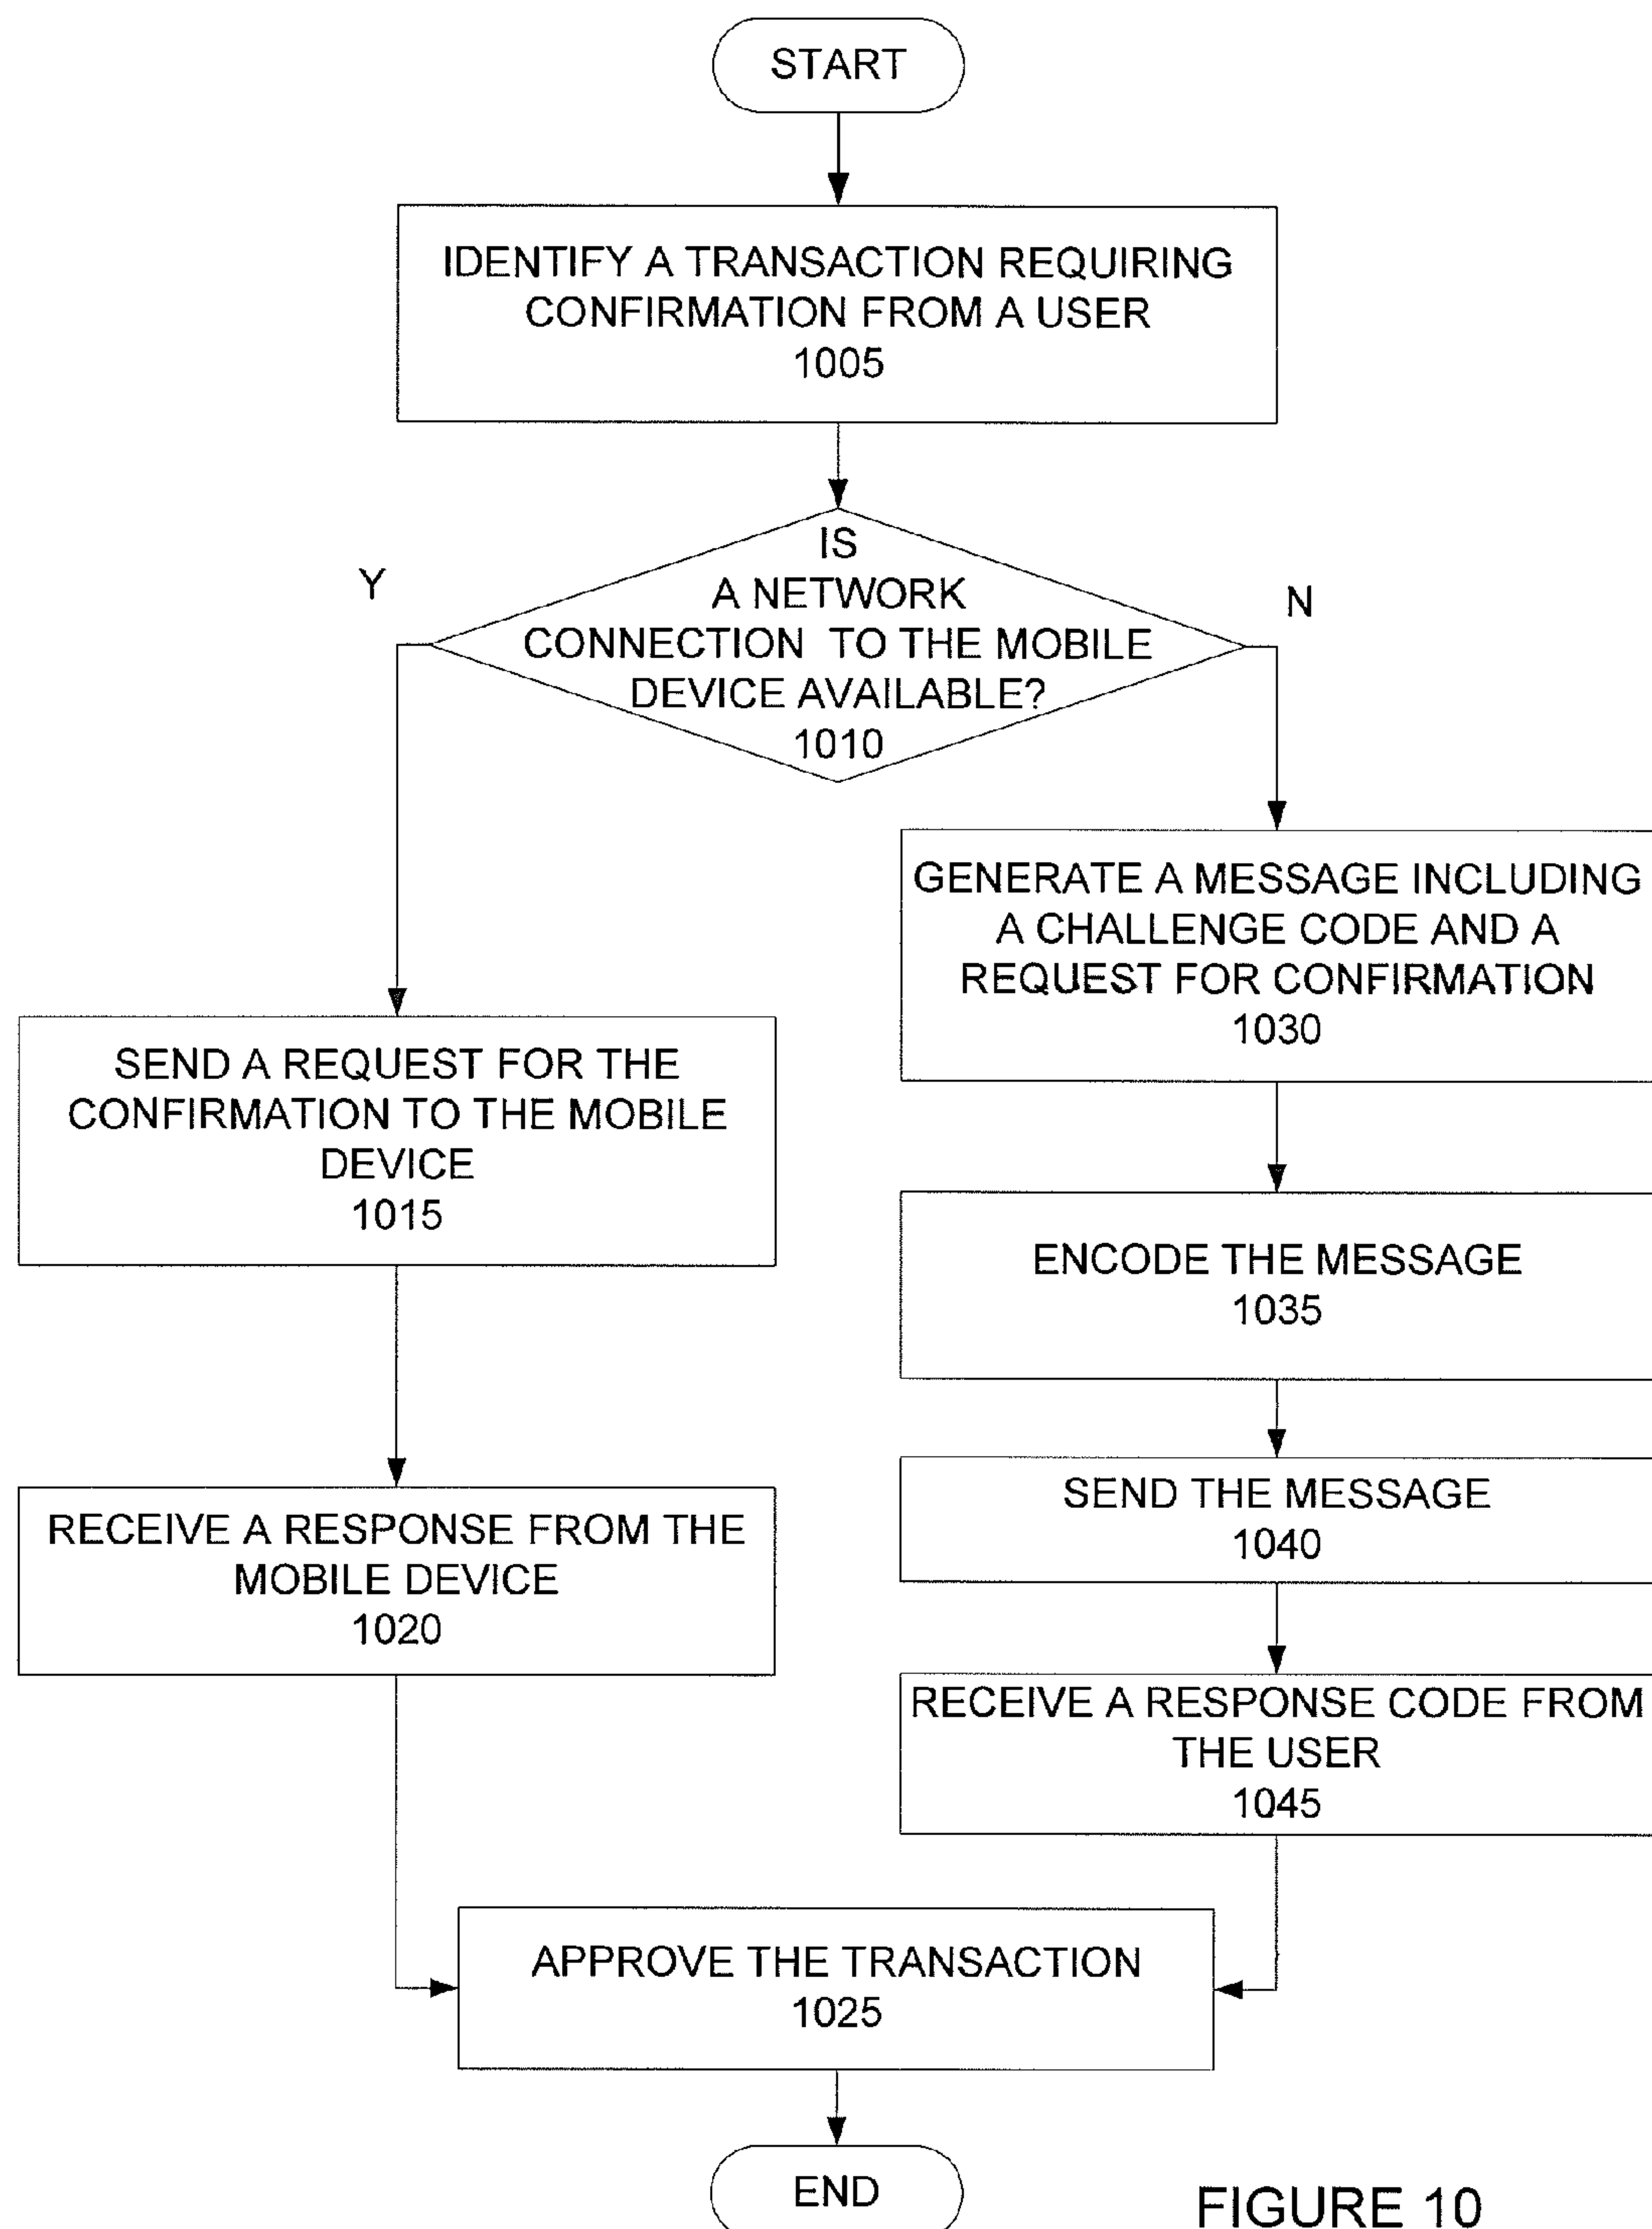 START
IDENTIFY A TRANSACTION REQUIRING
CONFIRMATION FROM A USER
1005
IS
A NETWORK
CONNECTION TO THE MOBILE
DEVICE AVAILABLE?
1010
Y
N
SEND A REQUEST FOR THE
CONFIRMATION TO THE MOBILE
DEVICE
1015
RECEIVE A RESPONSE FROM THE
MOBILE DEVICE
1020
GENERATE A MESSAGE INCLUDING
A CHALLENGE CODE AND A
REQUEST FOR CONFIRMATION
1030
ENCODE THE MESSAGE
1035
SEND THE MESSAGE
1040
RECEIVE A RESPONSE CODE FROM
THE USER
1045
APPROVE THE TRANSACTION
1025
END
FIGURE 10